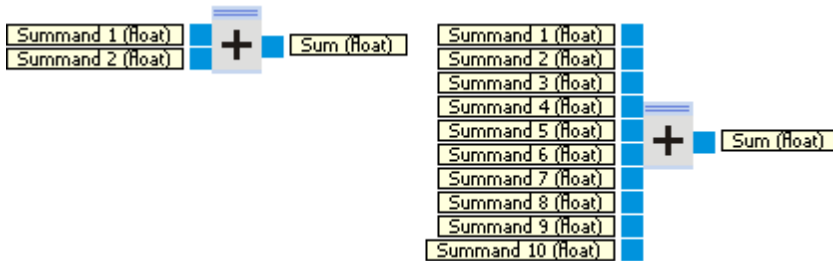 Summand 1 (float)
Summand 2 (float)
+
Sum (float)
Summand 1 (float)
Summand 2 (float)
Summand 3 (float)
Summand 4 (float)
Summand 5 (float)
Summand 6 (float)
Summand 7 (float)
Summand 8 (float)
Summand 9 (float)
Summand 10 (float)
+
Sum (float)